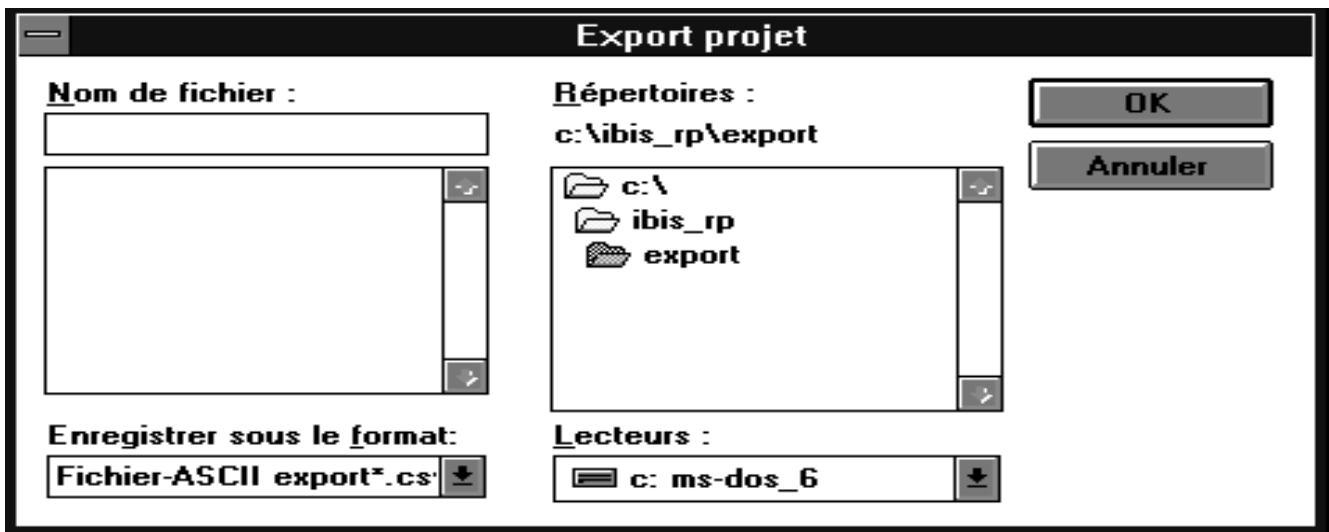 Export projet
Nom de fichier :
Répertoires :
c:\ibis_rp\export
OK
Annuler
c:\
ibis_rp
export
Enregistrer sous le format:
Fichier-ASCII export*.cs
Lecteurs :
c: ms-dos_6